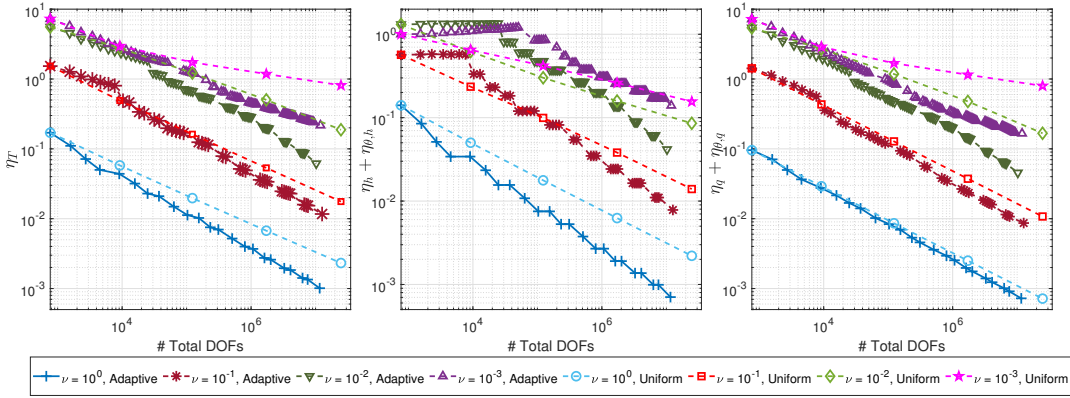 10^1
10^0
10^-1
10^-2
10^-3
η_T
10^4
10^6
# Total DOFs
10^0
10^-1
10^-2
10^-3
η_h + η_θ,h
10^4
10^6
# Total DOFs
10^1
10^0
10^-1
10^-2
10^-3
η_q + η_θ,q
10^4
10^6
# Total DOFs
ν = 10^0, Adaptive
ν = 10^-1, Adaptive
ν = 10^-2, Adaptive
ν = 10^-3, Adaptive
ν = 10^0, Uniform
ν = 10^-1, Uniform
ν = 10^-2, Uniform
ν = 10^-3, Uniform